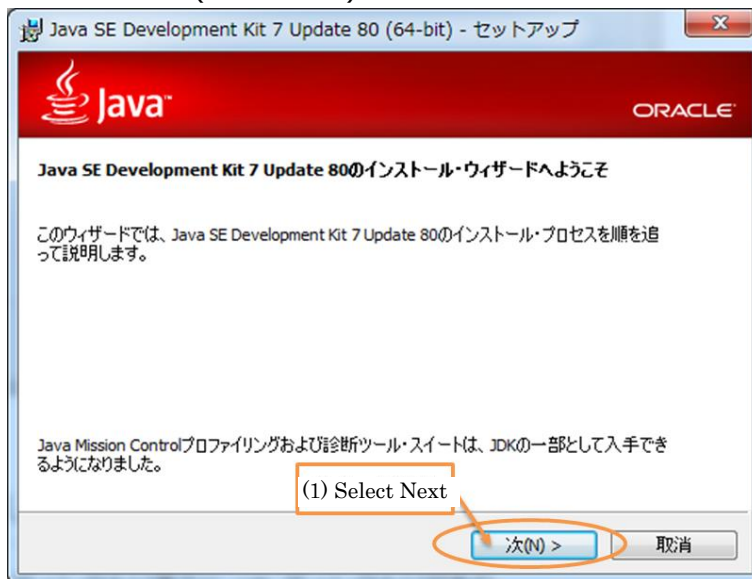 Java SE Development Kit 7 Update 80 (64-bit) - セットアップ
Java™
ORACLE
Java SE Development Kit 7 Update 80のインストール・ウィザードへようこそ
このウィザードでは、Java SE Development Kit 7 Update 80のインストール・プロセスを順を追
って説明します。
Java Mission Controlプロファイリングおよび診断ツール・スイートは、JDKの一部として入手でき
るようになりました。
(1) Select Next
次(N) >
取消